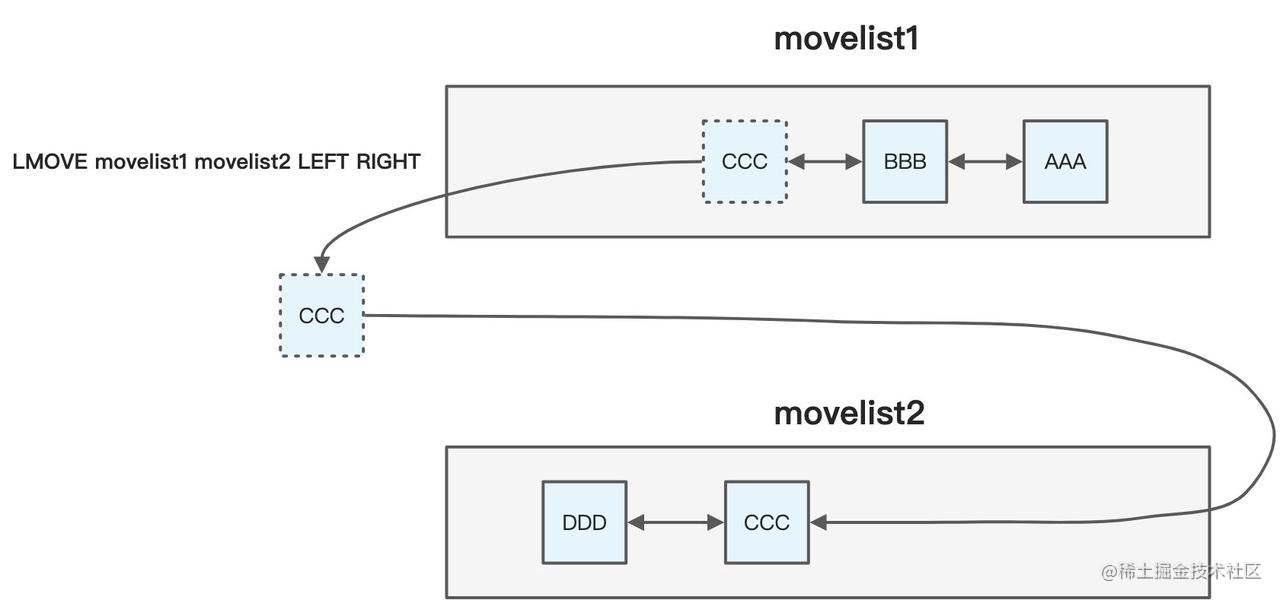 movelist1
LMOVE movelist1 movelist2 LEFT RIGHT
CCC
BBB
AAA
CCC
movelist2
DDD
CCC
@稀土掘金技术社区